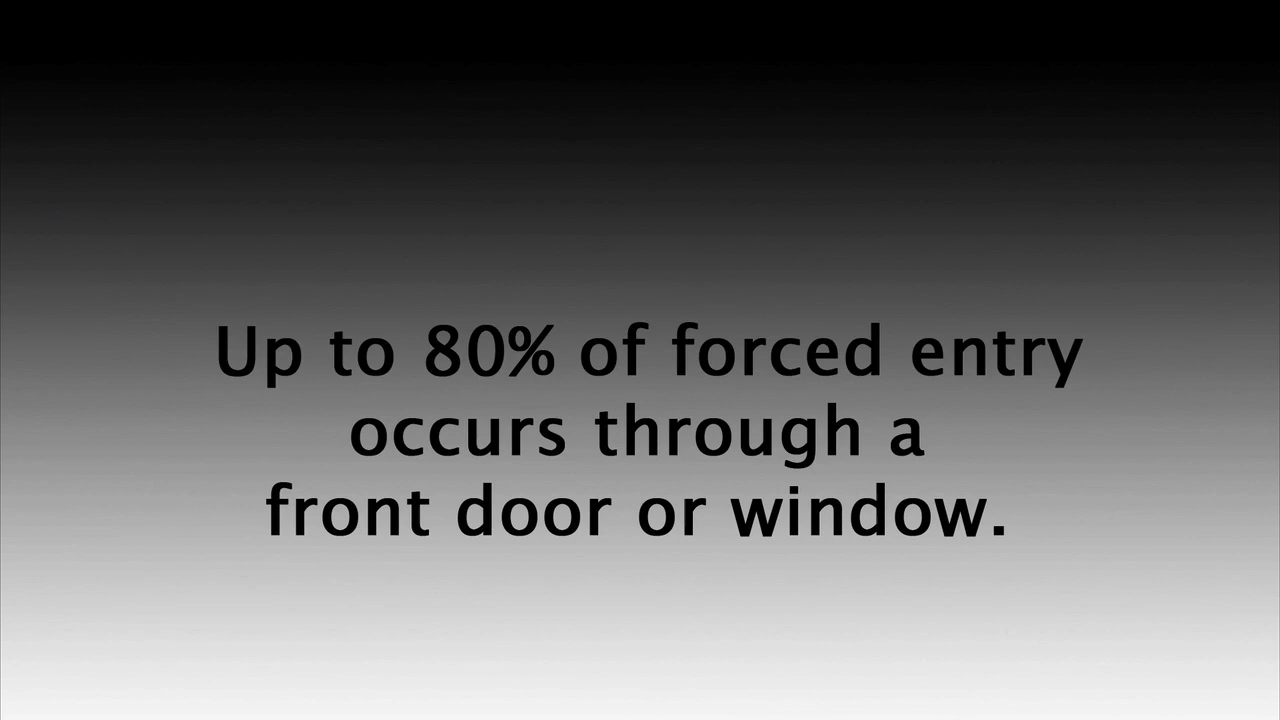 Up to 80% of forced entry
occurs through a
front door or window.